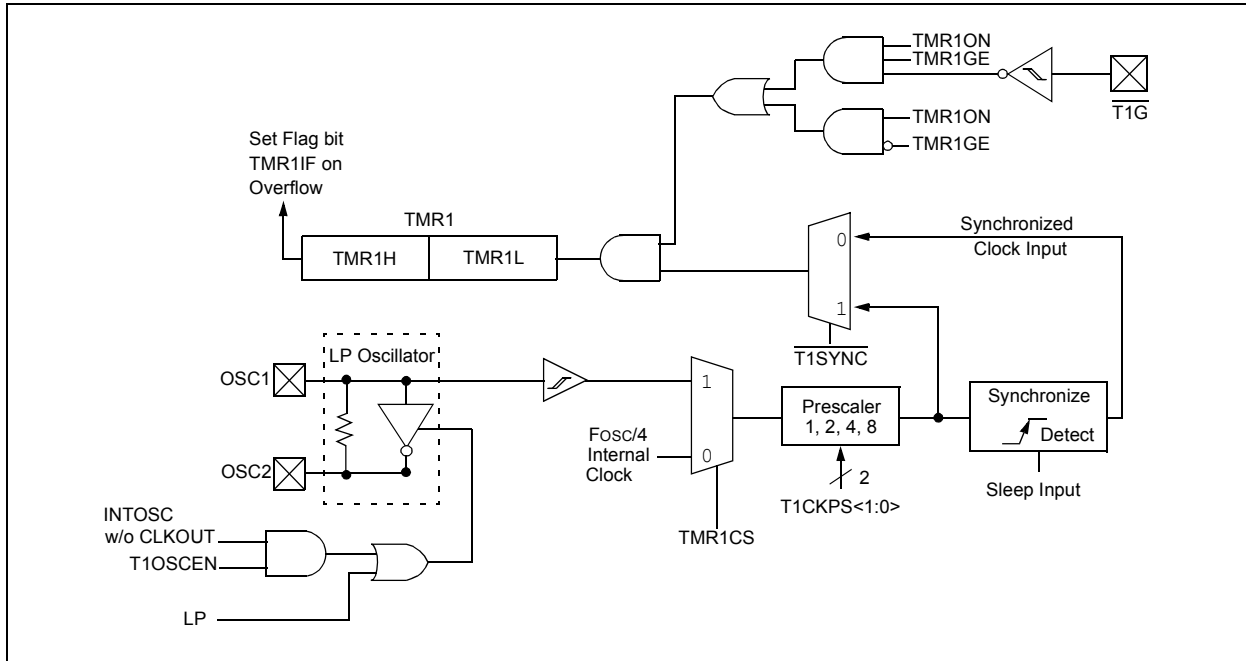 TMR1ON
TMR1GE
T1G
TMR1ON
TMR1GE
Set Flag bit
TMR1IF on
Overflow
TMR1
TMR1H
TMR1L
0
1
T1SYNC
Synchronized
Clock Input
LP Oscillator
OSC1
OSC2
1
0
FOSC/4
Internal
Clock
TMR1CS
Prescaler
1, 2, 4, 8
2
T1CKPS<1:0>
Synchronize
Detect
Sleep Input
INTOSC
w/o CLKOUT
T1OSCEN
LP